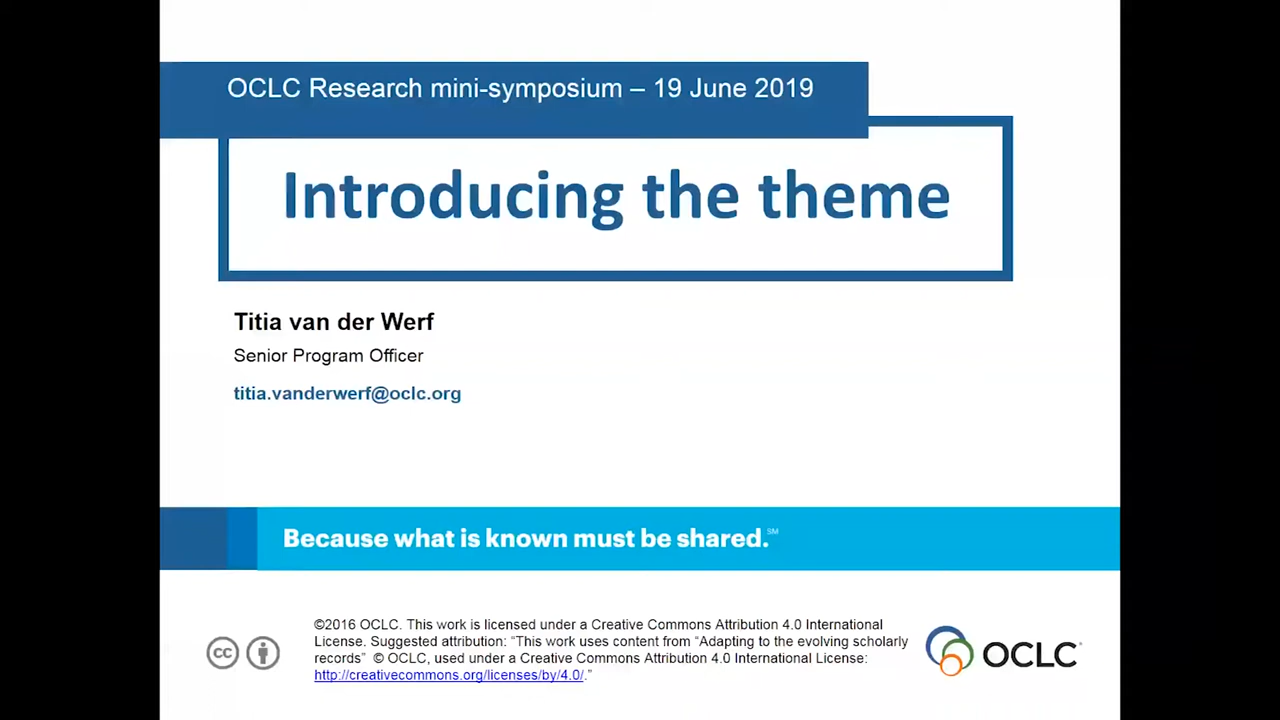 OCLC Research mini-symposium – 19 June 2019
Introducing the theme
Titia van der Werf
Senior Program Officer
titia.vanderwerf@oclc.org
Because what is known must be shared.℠
©2016 OCLC. This work is licensed under a Creative Commons Attribution 4.0 International
License. Suggested attribution: “This work uses content from “Adapting to the evolving scholarly
records” © OCLC, used under a Creative Commons Attribution 4.0 International License:
http://creativecommons.org/licenses/by/4.0/.”
cc
OCLC